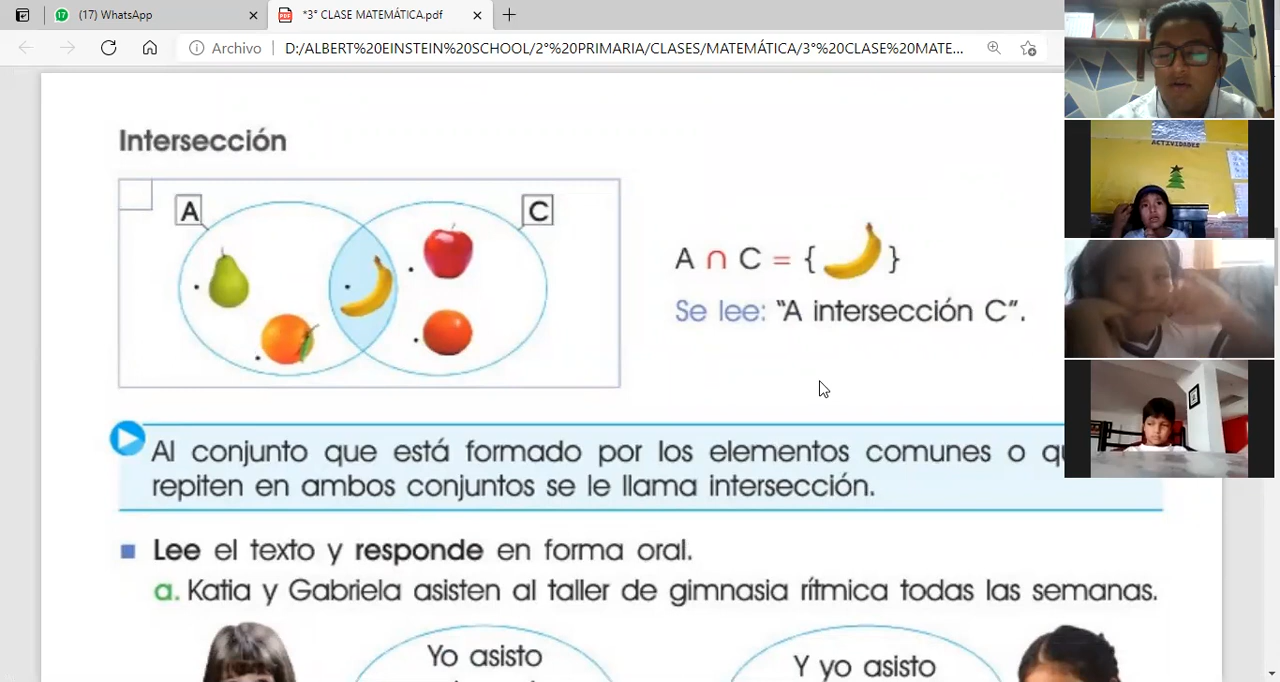 (17) WhatsApp
*3° CLASE MATEMÁTICA.pdf
Archivo
D:/ALBERT%20EINSTEIN%20SCHOOL/2°%20PRIMARIA/CLASES/MATEMÁTICA/3°%20CLASE%20MATE...
ACTIVIDADES
Intersección
A
C
A ∩ C = { }
Se lee: "A intersección C".
Al conjunto que está formado por los elementos comunes o
repiten en ambos conjuntos se le llama intersección.
Lee el texto y responde en forma oral.
a. Katia y Gabriela asisten al taller de gimnasia rítmica todas las semanas.
Yo asisto
Y yo asisto